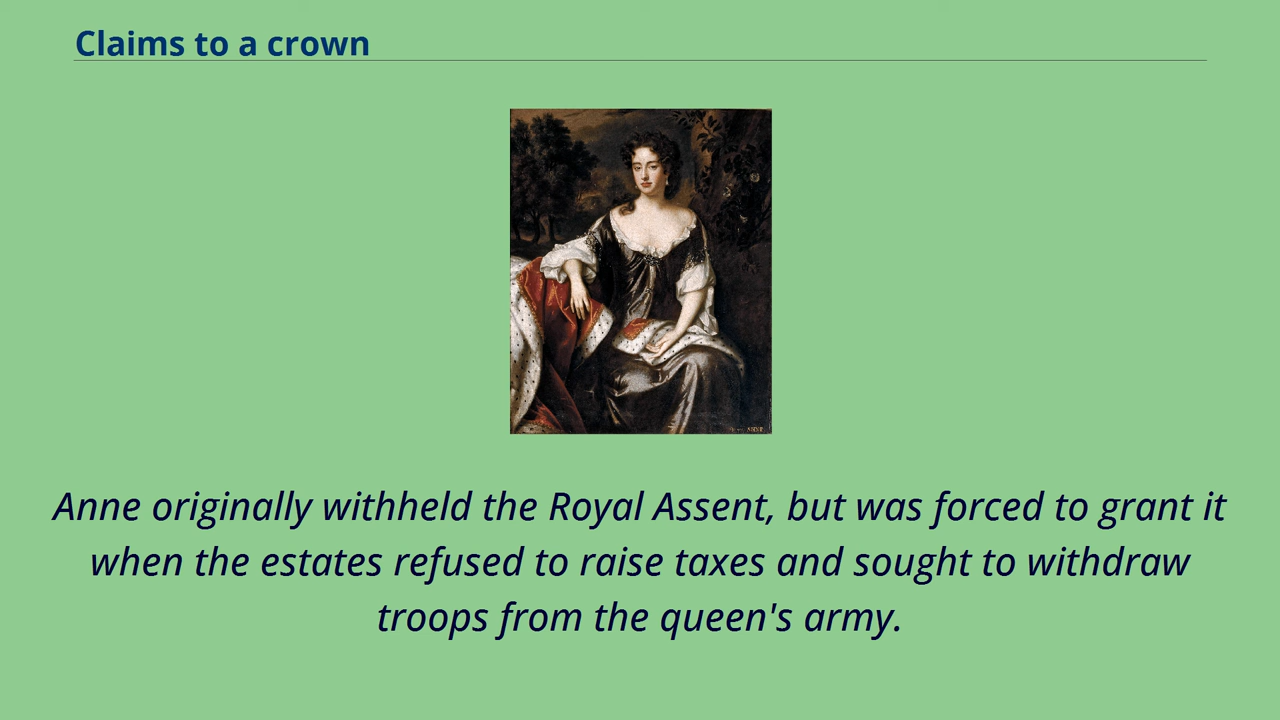 Claims to a crown
Anne originally withheld the Royal Assent, but was forced to grant it
when the estates refused to raise taxes and sought to withdraw
troops from the queen's army.